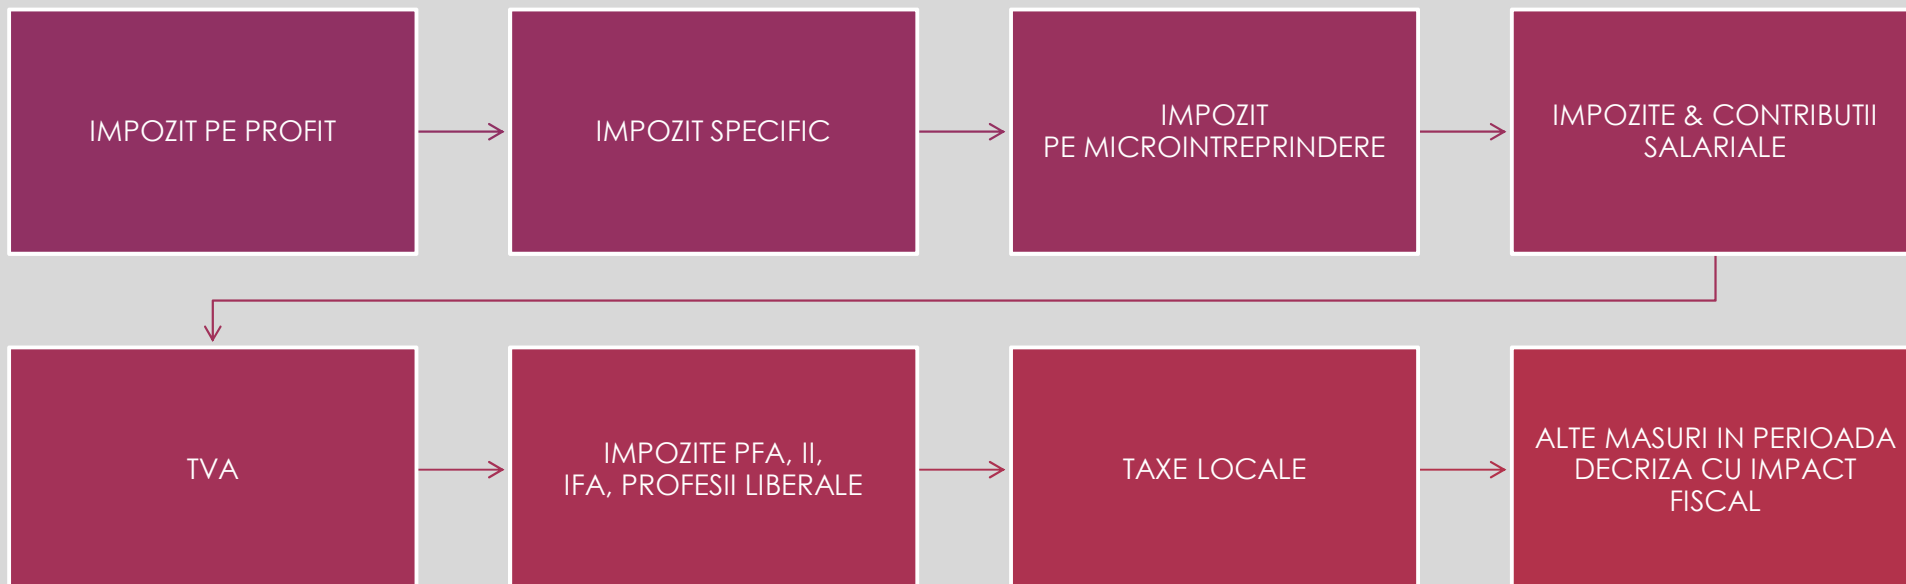 IMPOZIT PE PROFIT
IMPOZIT SPECIFIC
IMPOZIT
PE MICROINTREPRINDERE
IMPOZITE & CONTRIBUTII
SALARIALE
TVA
IMPOZITE PFA, II,
IFA, PROFESII LIBERALE
TAXE LOCALE
ALTE MASURI IN PERIOADA
DECRIZA CU IMPACT
FISCAL